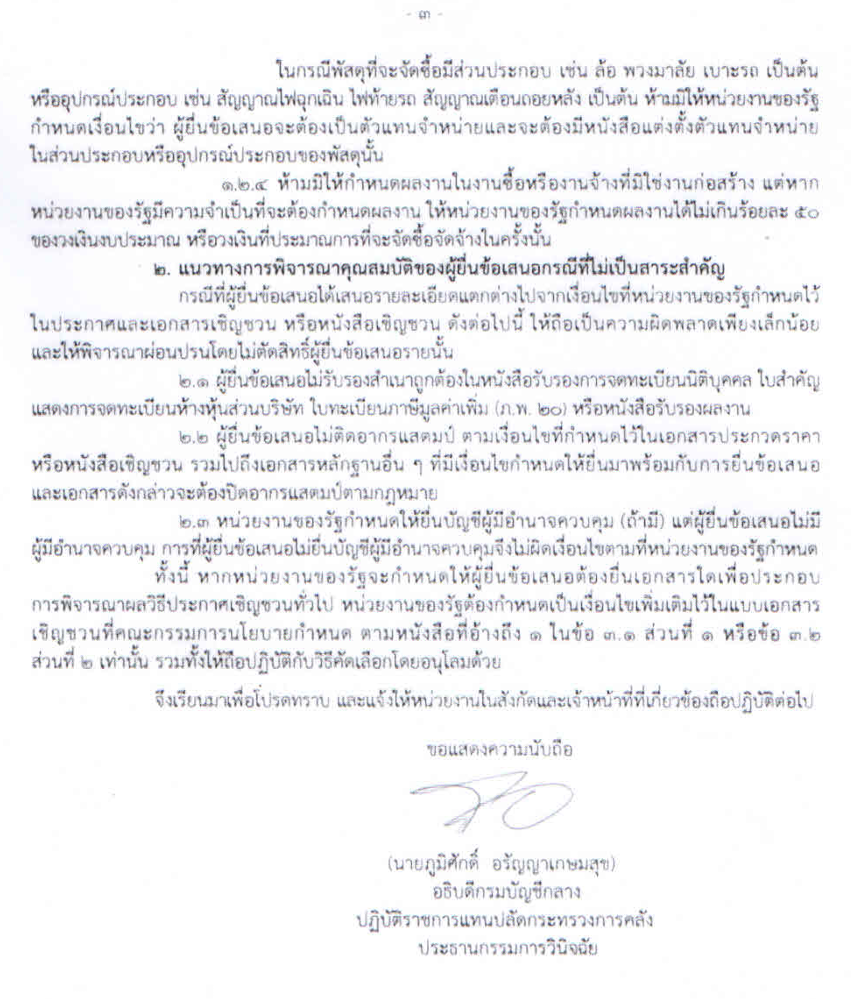 - ๓ -
ในกรณีพัสดุที่จะจัดซื้อมีส่วนประกอบ เช่น ล้อ พวงมาลัย เบาะรถ เป็นต้น
หรืออุปกรณ์ประกอบ เช่น สัญญาณไฟฉุกเฉิน ไฟท้ายรถ สัญญาณเตือนถอยหลัง เป็นต้น ห้ามมิให้หน่วยงานของรัฐ
กำหนดเงื่อนไขว่า ผู้ยื่นข้อเสนอจะต้องเป็นตัวแทนจำหน่ายและจะต้องมีหนังสือแต่งตั้งตัวแทนจำหน่าย
ในส่วนประกอบหรืออุปกรณ์ประกอบของพัสดุนั้น
๑.๒.๔ ห้ามมิให้กำหนดผลงานในงานซื้อหรืองานจ้างที่มิใช่งานก่อสร้าง แต่หาก
หน่วยงานของรัฐมีความจำเป็นที่จะต้องกำหนดผลงาน ให้หน่วยงานของรัฐกำหนดผลงานได้ไม่เกินร้อยละ ๕๐
ของวงเงินงบประมาณ หรือวงเงินที่ประมาณการที่จะจัดซื้อจัดจ้างในครั้งนั้น
๒. แนวทางการพิจารณาคุณสมบัติของผู้ยื่นข้อเสนอกรณีที่ไม่เป็นสาระสำคัญ
กรณีที่ผู้ยื่นข้อเสนอได้เสนอรายละเอียดแตกต่างไปจากเงื่อนไขที่หน่วยงานของรัฐกำหนดไว้
ในประกาศและเอกสารเชิญชวน หรือหนังสือเชิญชวน ดังต่อไปนี้ ให้ถือเป็นความผิดพลาดเพียงเล็กน้อย
และให้พิจารณาผ่อนปรนโดยไม่ตัดสิทธิ์ผู้ยื่นข้อเสนอรายนั้น
๒.๑ ผู้ยื่นข้อเสนอไม่รับรองสำเนาถูกต้องในหนังสือรับรองการจดทะเบียนนิติบุคคล ใบสำคัญ
แสดงการจดทะเบียนห้างหุ้นส่วนบริษัท ใบทะเบียนภาษีมูลค่าเพิ่ม (ภ.พ. ๒๐) หรือหนังสือรับรองผลงาน
๒.๒ ผู้ยื่นข้อเสนอไม่ติดอากรแสตมป์ ตามเงื่อนไขที่กำหนดไว้ในเอกสารประกวดราคา
หรือหนังสือเชิญชวน รวมไปถึงเอกสารหลักฐานอื่น ๆ ที่มีเงื่อนไขกำหนดให้ยื่นมาพร้อมกับการยื่นข้อเสนอ
และเอกสารดังกล่าวจะต้องปิดอากรแสตมป์ตามกฎหมาย
๒.๓ หน่วยงานของรัฐกำหนดให้ยื่นบัญชีผู้มีอำนาจควบคุม (ถ้ามี) แต่ผู้ยื่นข้อเสนอไม่มี
ผู้มีอำนาจควบคุม การที่ผู้ยื่นข้อเสนอไม่ยื่นบัญชีผู้มีอำนาจควบคุมจึงไม่ผิดเงื่อนไขตามที่หน่วยงานของรัฐกำหนด
ทั้งนี้ หากหน่วยงานของรัฐจะกำหนดให้ผู้ยื่นข้อเสนอต้องยื่นเอกสารใดเพื่อประกอบ
การพิจารณาผลวิธีประกาศเชิญชวนทั่วไป หน่วยงานของรัฐต้องกำหนดเป็นเงื่อนไขเพิ่มเติมไว้ในแบบเอกสาร
เชิญชวนที่คณะกรรมการนโยบายกำหนด ตามหนังสือที่อ้างถึง ๑ ในข้อ ๓.๑ ส่วนที่ ๑ หรือข้อ ๓.๒
ส่วนที่ ๒ เท่านั้น รวมทั้งให้ถือปฏิบัติกับวิธีคัดเลือกโดยอนุโลมด้วย
จึงเรียนมาเพื่อโปรดทราบ และแจ้งให้หน่วยงานในสังกัดและเจ้าหน้าที่ที่เกี่ยวข้องถือปฏิบัติต่อไป
ขอแสดงความนับถือ
(นายภูมิศักดิ์ อรัญญาเกษมสุข)
อธิบดีกรมบัญชีกลาง
ปฏิบัติราชการแทนปลัดกระทรวงการคลัง
ประธานกรรมการวินิจฉัย